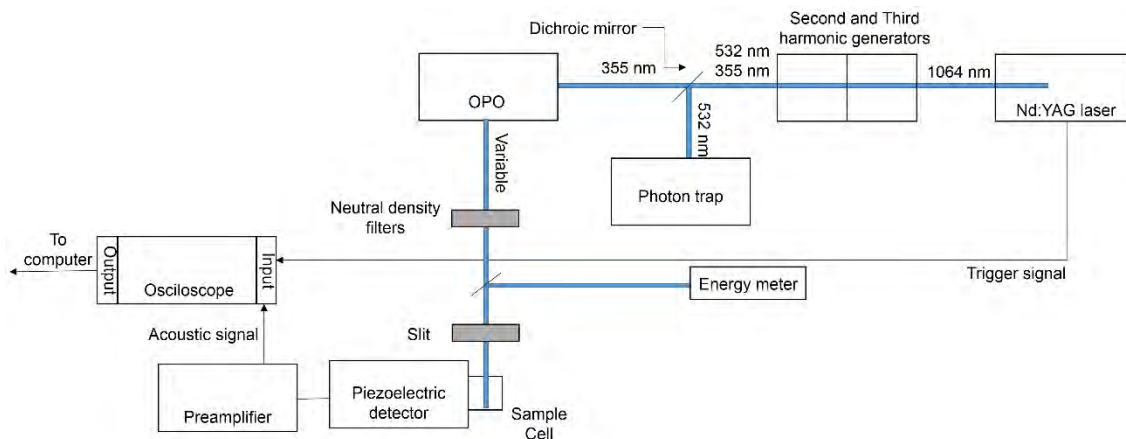 Second and Third
harmonic generators
Dichroic mirror
532 nm
355 nm
355 nm
1064 nm
OPO
Nd:YAG laser
532 nm
Variable
Photon trap
Neutral density
filters
To
computer
Output
Osciloscope
Input
Trigger signal
Energy meter
Acoustic signal
Slit
Piezoelectric
detector
Preamplifier
Sample
Cell